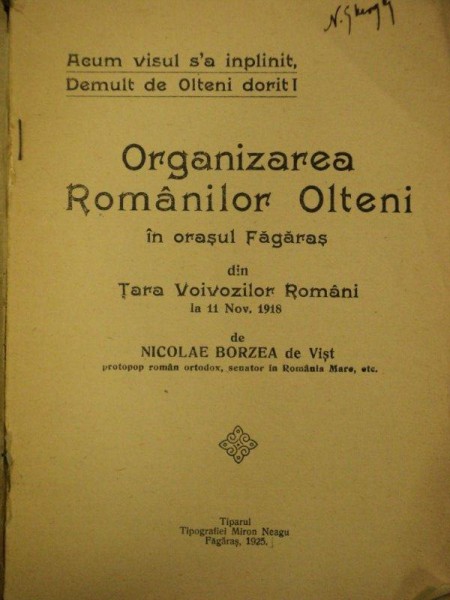 Acum visul s'a inplinit,
Demult de Olteni dorit!
Organizarea
Românilor Olteni
în orașul Făgăraș
din
Țara Voivozilor Români
la 11 Nov. 1918
de
NICOLAE BORZEA de Vișt
protopop român ortodox, senator în România Mare, etc.
Tiparul
Tipografiei Miron Neagu
Făgăraș, 1925.